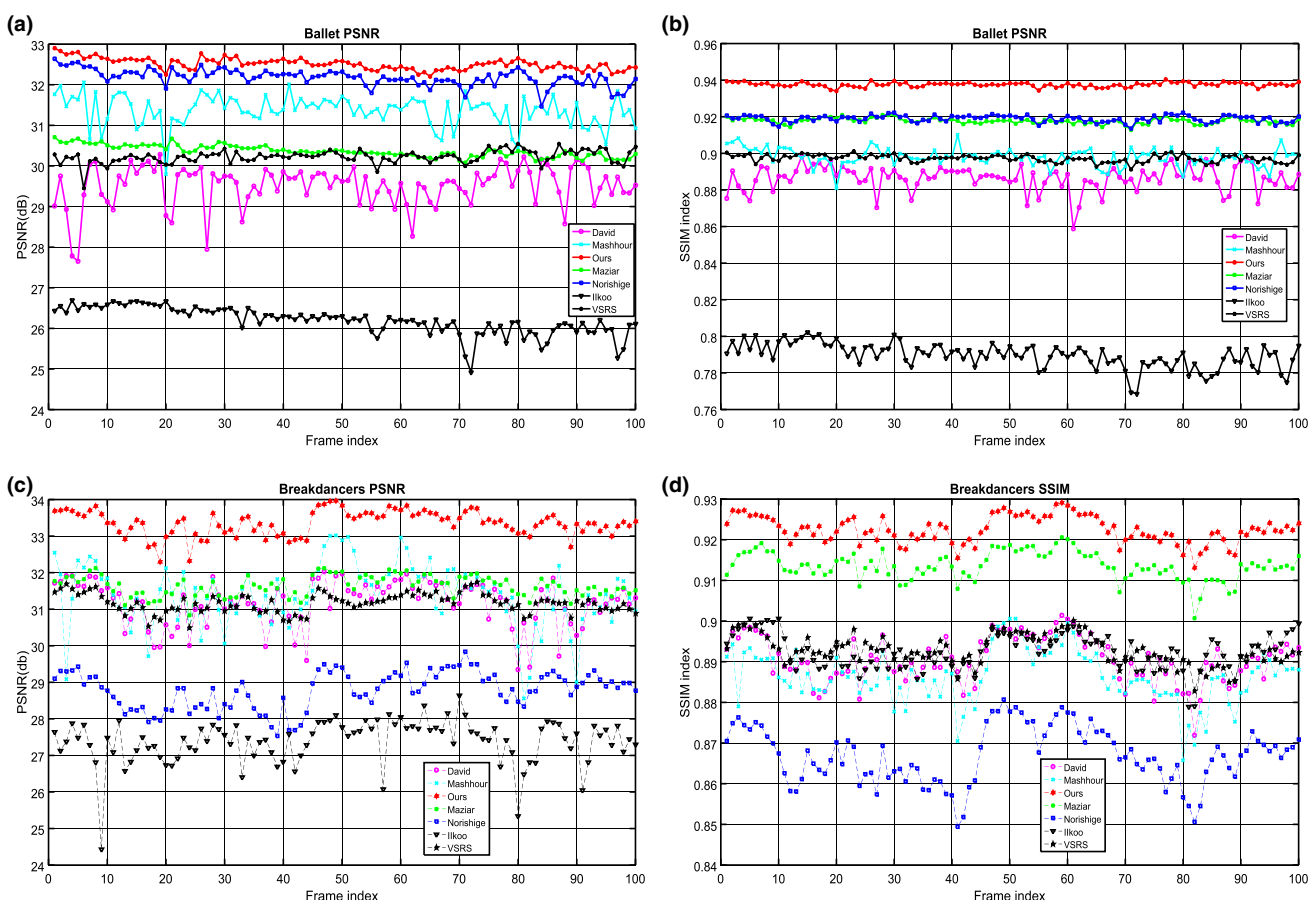 (a)
Ballet PSNR
33
32
31
30
29
28
27
26
25
24
PSNR(dB)
0 10 20 30 40 50 60 70 80 90 100
Frame index
David
Mashhour
Ours
Maziar
Norishige
Ilkoo
VSRS
(b)
Ballet PSNR
0.96
0.94
0.92
0.9
0.88
0.86
0.84
0.82
0.8
0.78
0.76
SSIM index
0 10 20 30 40 50 60 70 80 90 100
Frame index
David
Mashhour
Ours
Maziar
Norishige
Ilkoo
VSRS
(c)
Breakdancers PSNR
34
33
32
31
30
29
28
27
26
25
24
PSNR(db)
0 10 20 30 40 50 60 70 80 90 100
Frame index
David
Mashhour
Ours
Maziar
Norishige
Ilkoo
VSRS
(d)
Breakdancers SSIM
0.93
0.92
0.91
0.9
0.89
0.88
0.87
0.86
0.85
0.84
SSIM index
0 10 20 30 40 50 60 70 80 90 100
Frame index
David
Mashhour
Ours
Maziar
Norishige
Ilkoo
VSRS